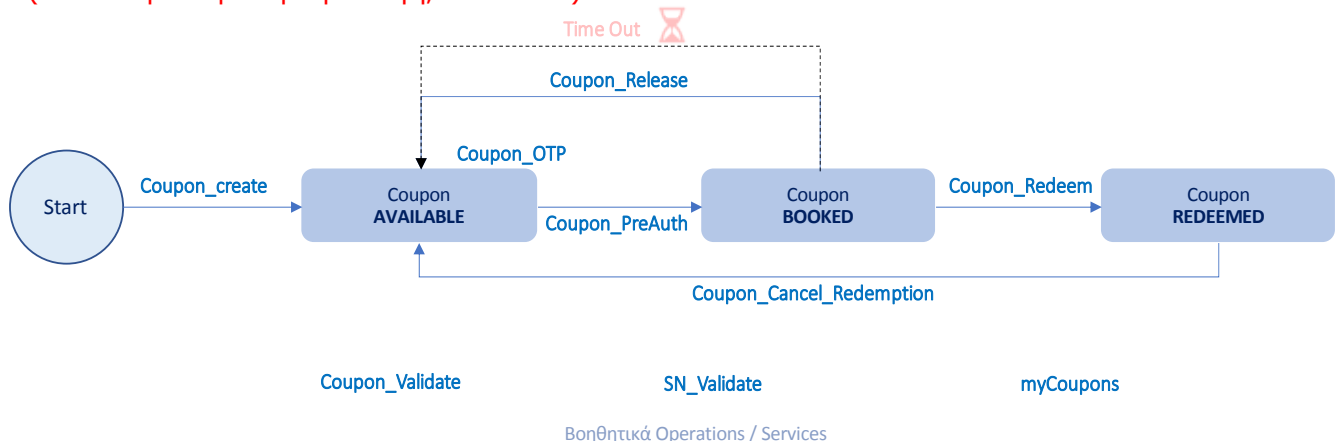 Time Out
Coupon_Release
Coupon_OTP
Coupon_create
Start
Coupon
AVAILABLE
Coupon_PreAuth
Coupon
BOOKED
Coupon_Redeem
Coupon
REDEEMED
Coupon_Cancel_Redemption
Coupon_Validate
SN_Validate
myCoupons
Βοηθητικά Operations / Services